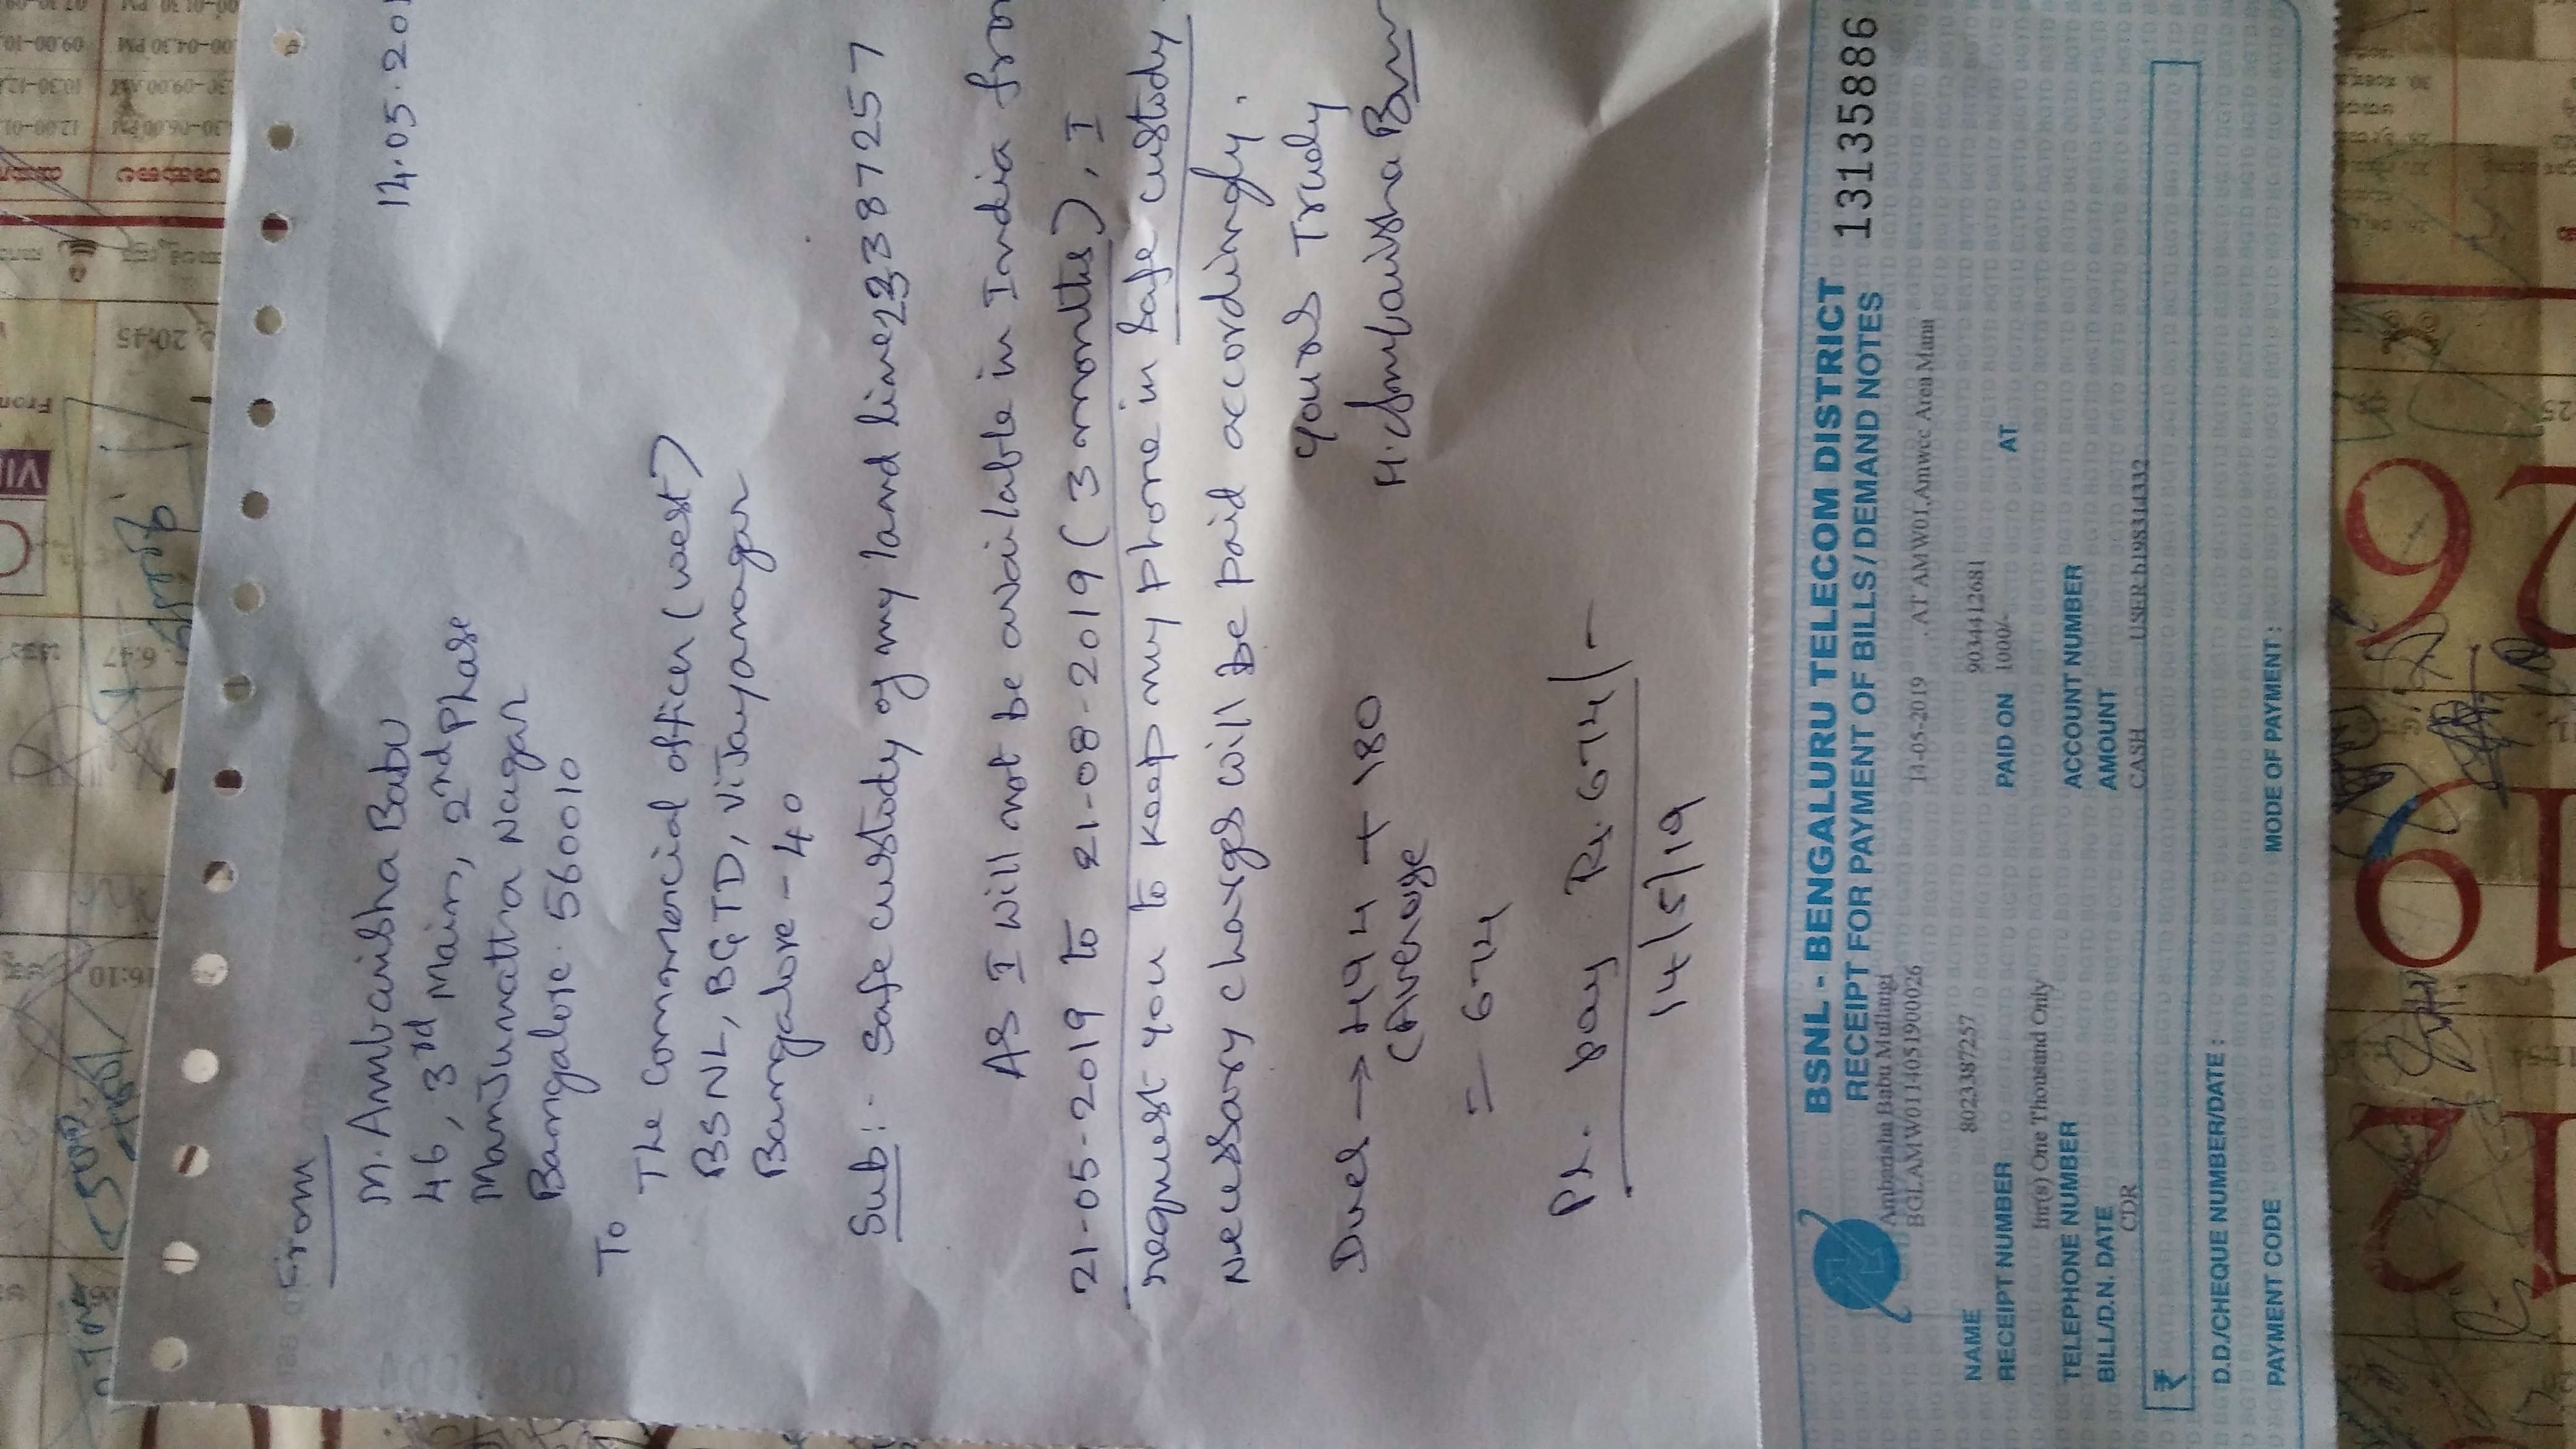 From
M. Ambarisha Babu
14.05.201
46, 3rd Main, 2nd Phase
ManJunatha Nagar
Bangalore. 560010
To
The commercial officer (west)
BSNL, BGTD, ViJayanagar
Bangalore - 40
Sub:- Safe custody of my land line 23387257
As I will not be available in India from
21-05-2019 to 21-08-2019 (3 months), I
request you to keep my phone in safe custody
Necessary charges will be paid accordingly.
yours Truely
Dues → 494 + 180
M. Ambarisha Bau
(Average
= 674
Pl. pay Rs. 674/-
14/5/19
BSNL - BENGALURU TELECOM DISTRICT
RECEIPT FOR PAYMENT OF BILLS/DEMAND NOTES 13135886
Ambarisha Babu Mullangi
BGLAMW0114051900026 14-05-2019 . AT AMW01,Amwcc Area Mana
NAME 8023387257 9034412681
RECEIPT NUMBER PAID ON 1000/- AT
Inr(s) One Thousand Only
TELEPHONE NUMBER ACCOUNT NUMBER
BILL/D.N. DATE AMOUNT
CDR CASH USER b198314332
₹
D.D./CHEQUE NUMBER/DATE :
PAYMENT CODE MODE OF PAYMENT :
12 19 26